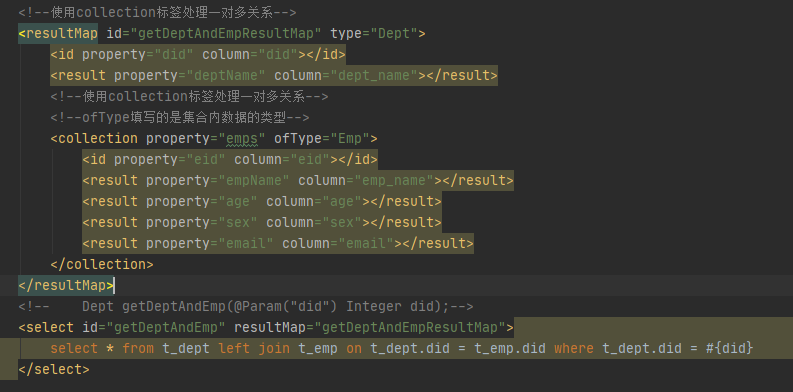 <!--使用collection标签处理一对多关系-->
<resultMap id="getDeptAndEmpResultMap" type="Dept">
<id property="did" column="did"></id>
<result property="deptName" column="dept_name"></result>
<!--使用collection标签处理一对多关系-->
<!--ofType填写的是集合内数据的类型-->
<collection property="emps" ofType="Emp">
<id property="eid" column="eid"></id>
<result property="empName" column="emp_name"></result>
<result property="age" column="age"></result>
<result property="sex" column="sex"></result>
<result property="email" column="email"></result>
</collection>
</resultMap>
<!--    Dept getDeptAndEmp(@Param("did") Integer did);-->
<select id="getDeptAndEmp" resultMap="getDeptAndEmpResultMap">
select * from t_dept left join t_emp on t_dept.did = t_emp.did where t_dept.did = #{did}
</select>